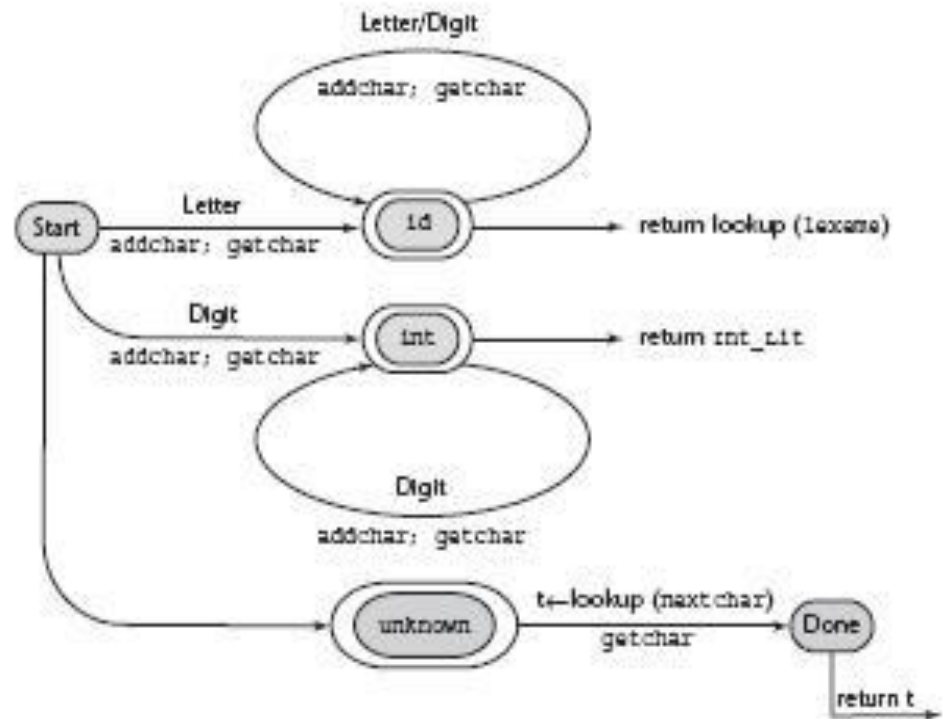 Letter/Digit
addchar; getchar
Letter
Start
id
return lookup (lexeme)
addchar; getchar
Digit
int
return Int_Lit
addchar; getchar
Digit
addchar; getchar
t←lookup (nextchar)
unknown
Done
getchar
return t